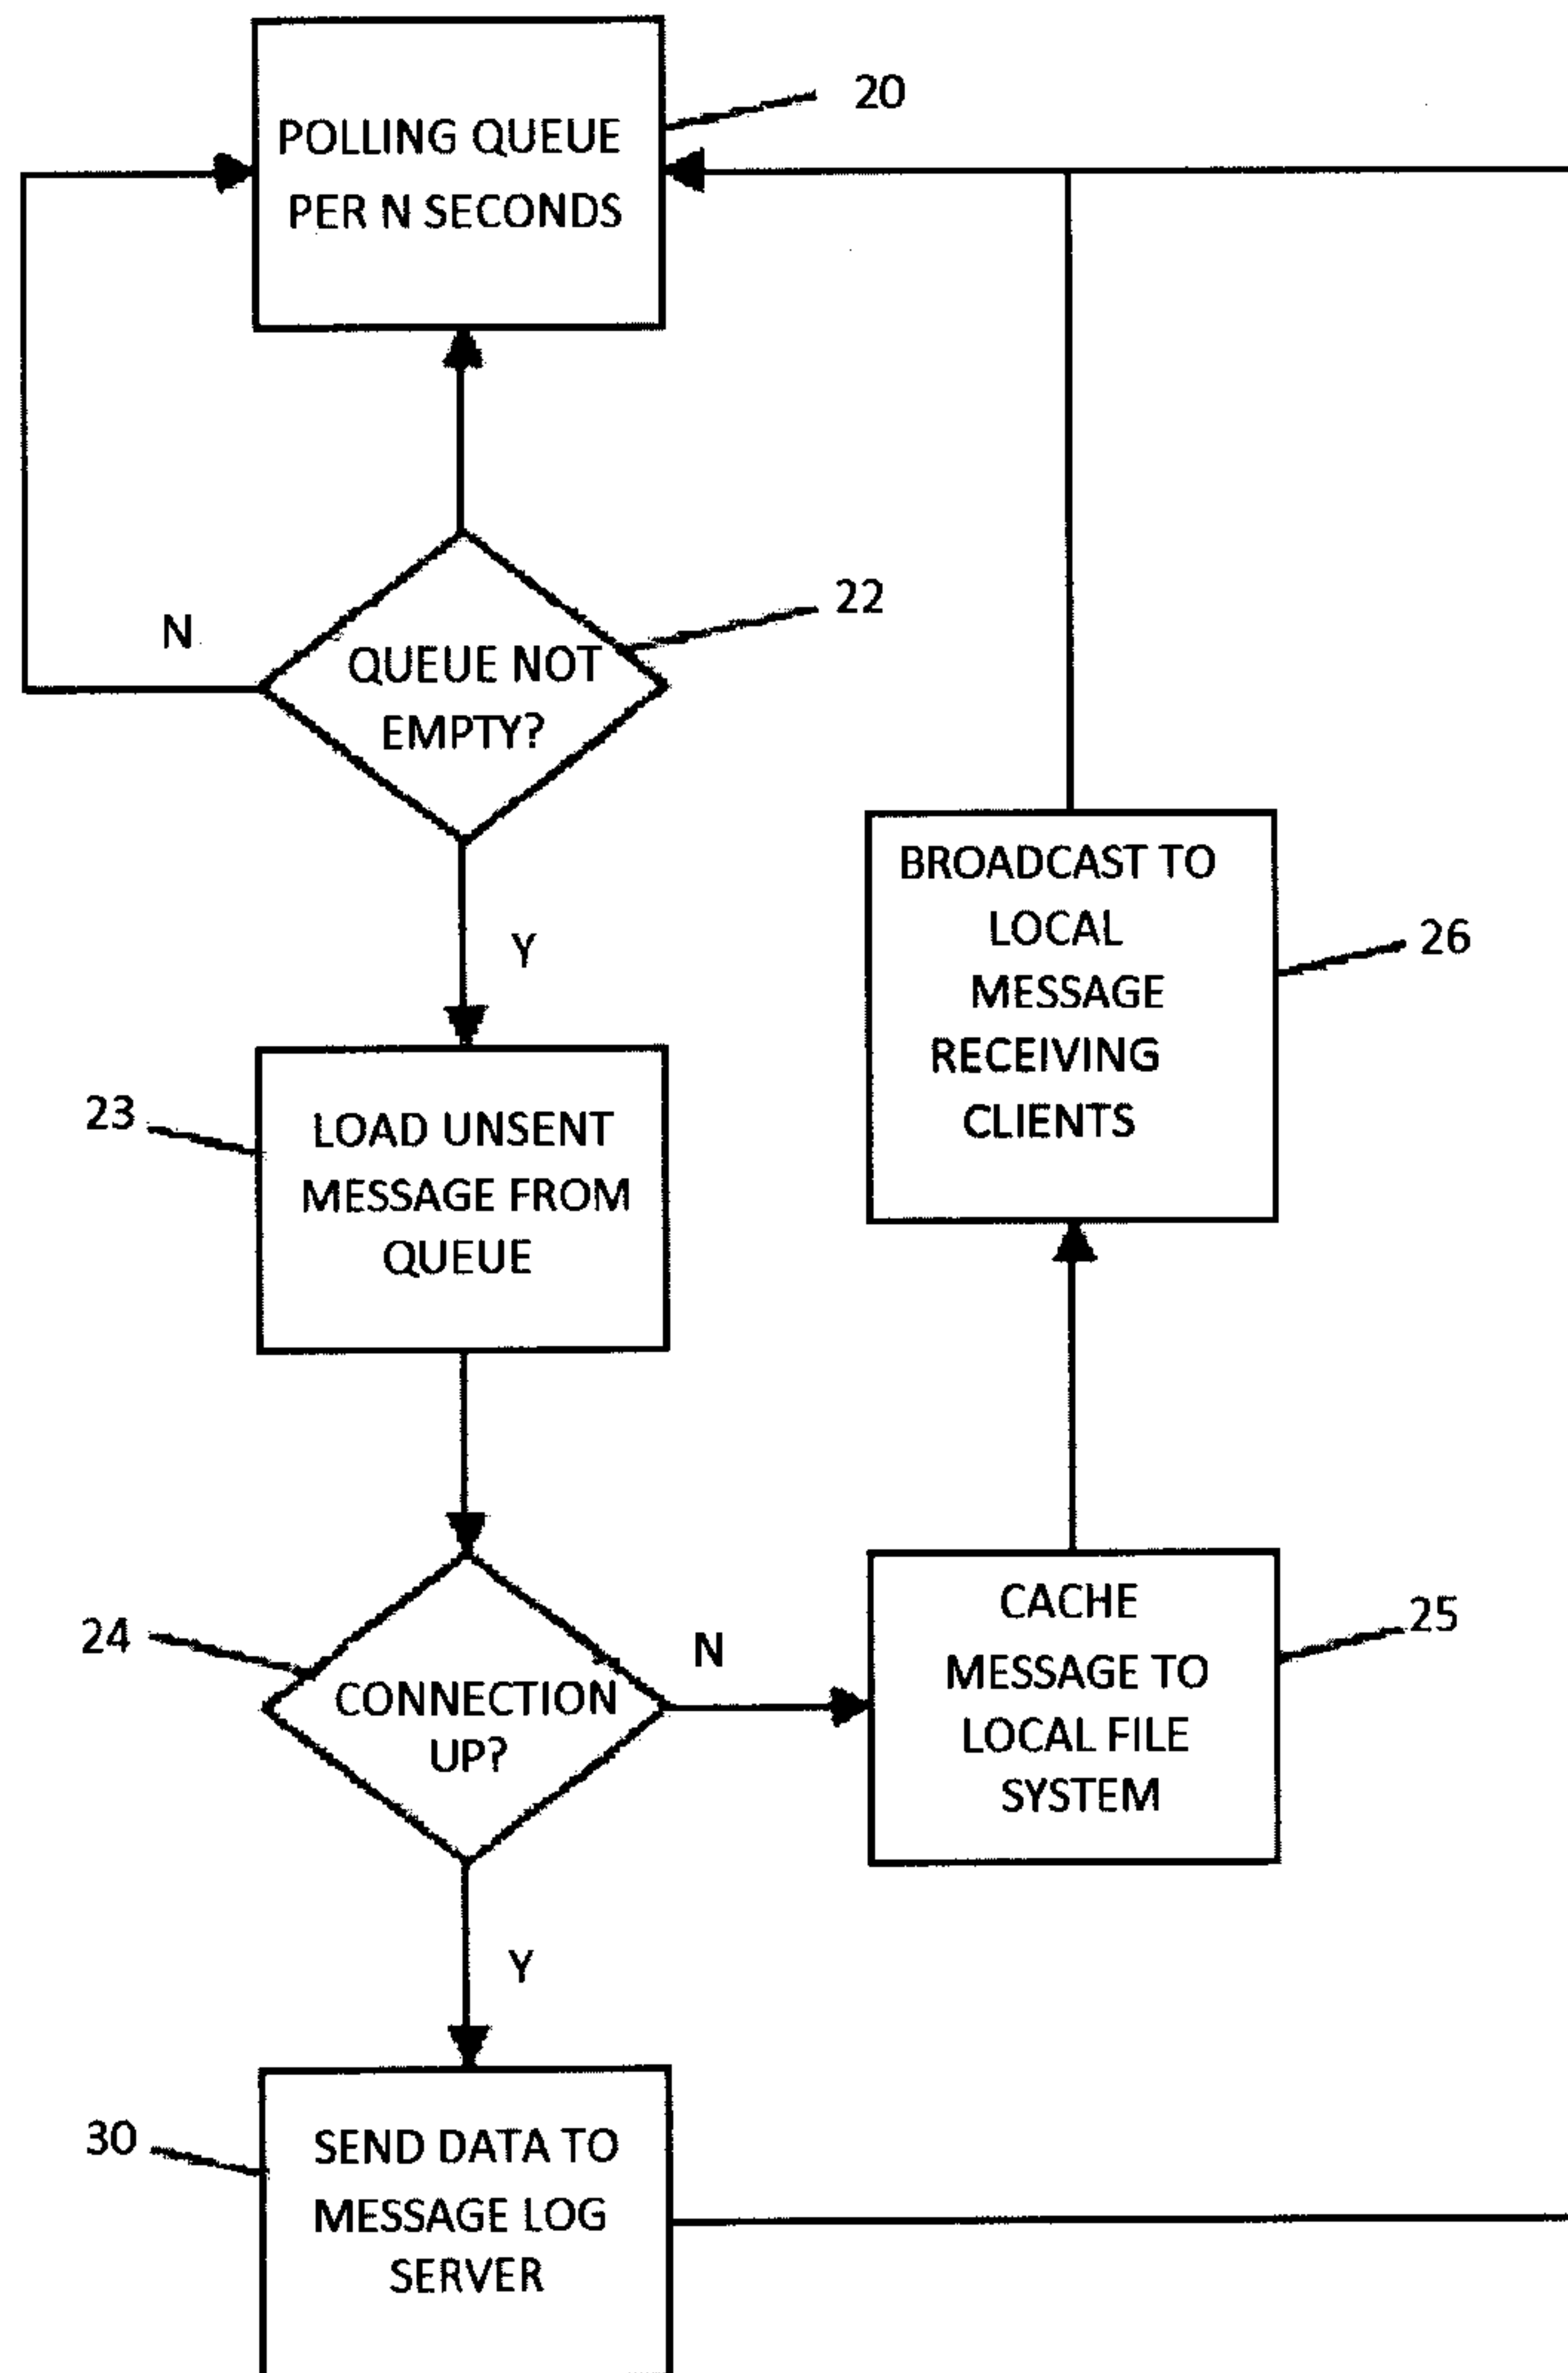 POLLING QUEUE
PER N SECONDS
20
N
QUEUE NOT
EMPTY?
22
Y
BROADCAST TO
LOCAL
MESSAGE
RECEIVING
CLIENTS
26
23
LOAD UNSENT
MESSAGE FROM
QUEUE
24
CONNECTION
UP?
N
CACHE
MESSAGE TO
LOCAL FILE
SYSTEM
25
Y
30
SEND DATA TO
MESSAGE LOG
SERVER